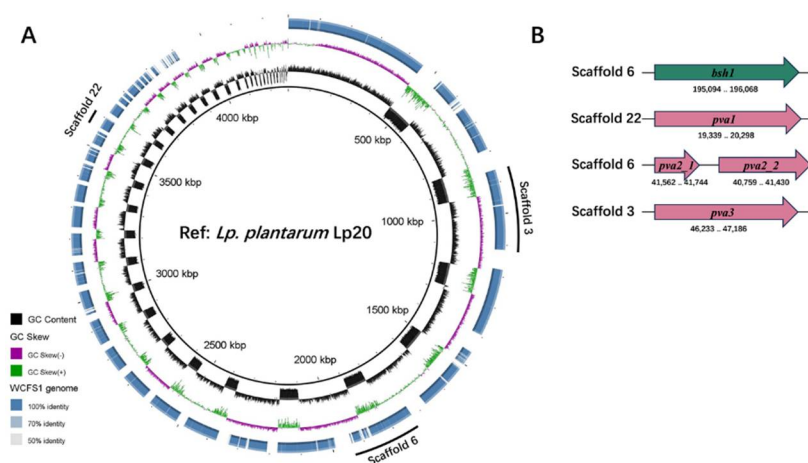 A
B
Scaffold 22
Scaffold 3
Scaffold 6
4000 kbp
500 kbp
3500 kbp
1000 kbp
Ref: Lp. plantarum Lp20
3000 kbp
1500 kbp
2500 kbp
2000 kbp
GC Content
GC Skew
GC Skew(-)
GC Skew(+)
WCFS1 genome
100% identity
70% identity
50% identity
Scaffold 6 bsh1
195,094 .. 196,068
Scaffold 22 pva1
19,339 .. 20,298
Scaffold 6 pva2_1 pva2_2
41,562 .. 41,744 40,759 .. 41,430
Scaffold 3 pva3
46,233 .. 47,186